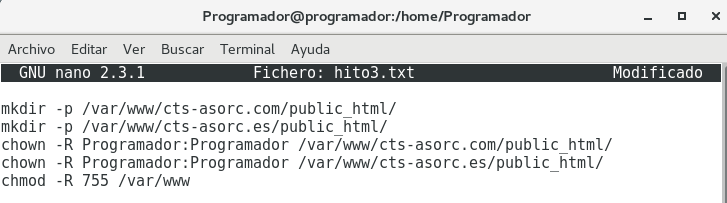 Programador@programador:/home/Programador
Archivo Editar Ver Buscar Terminal Ayuda
GNU nano 2.3.1 Fichero: hito3.txt Modificado
mkdir -p /var/www/cts-asorc.com/public_html/
mkdir -p /var/www/cts-asorc.es/public_html/
chown -R Programador:Programador /var/www/cts-asorc.com/public_html/
chown -R Programador:Programador /var/www/cts-asorc.es/public_html/
chmod -R 755 /var/www